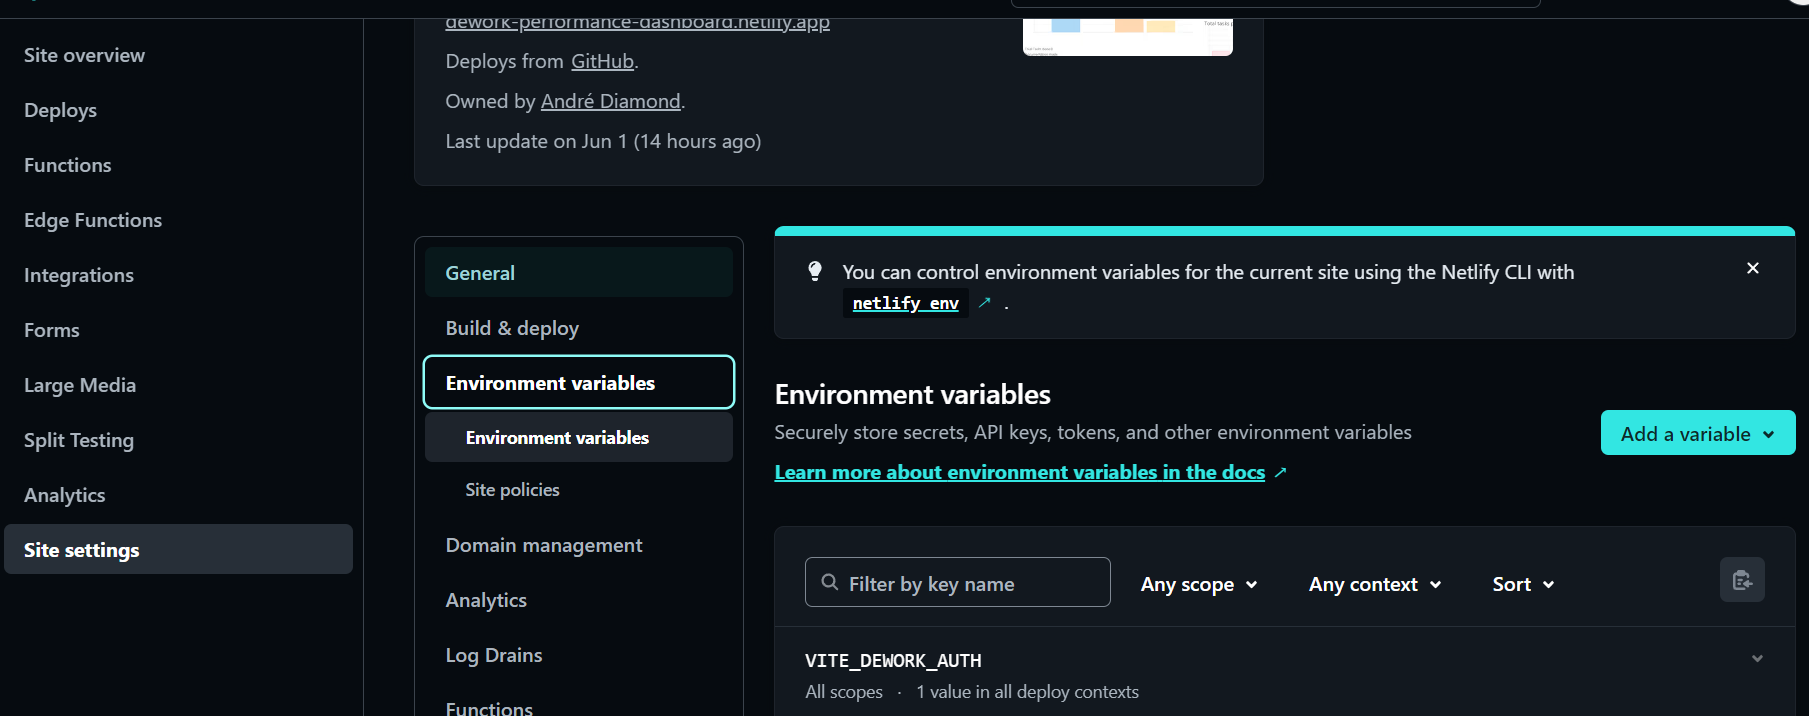 dework-performance-dashboard.netlify.app
Deploys from GitHub.
Owned by André Diamond.
Last update on Jun 1 (14 hours ago)
Site overview
Deploys
Functions
Edge Functions
Integrations
Forms
Large Media
Split Testing
Analytics
Site settings
General
Build & deploy
Environment variables
Environment variables
Site policies
Domain management
Analytics
Log Drains
Functions
You can control environment variables for the current site using the Netlify CLI with
netlify env ↗ .
Environment variables
Securely store secrets, API keys, tokens, and other environment variables
Learn more about environment variables in the docs ↗
Add a variable
Filter by key name
Any scope
Any context
Sort
VITE_DEWORK_AUTH
All scopes · 1 value in all deploy contexts